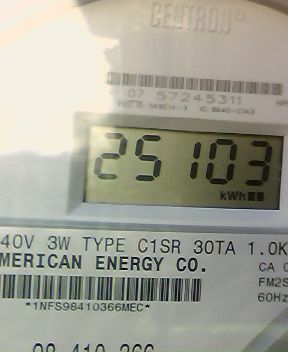 CENTRON®
07 57245311
25103
kWh
40V 3W TYPE C1SR 30TA 1.0K
MERICAN ENERGY CO.
CA 0
FM2S
60Hz
*1NFS98410366MEC*